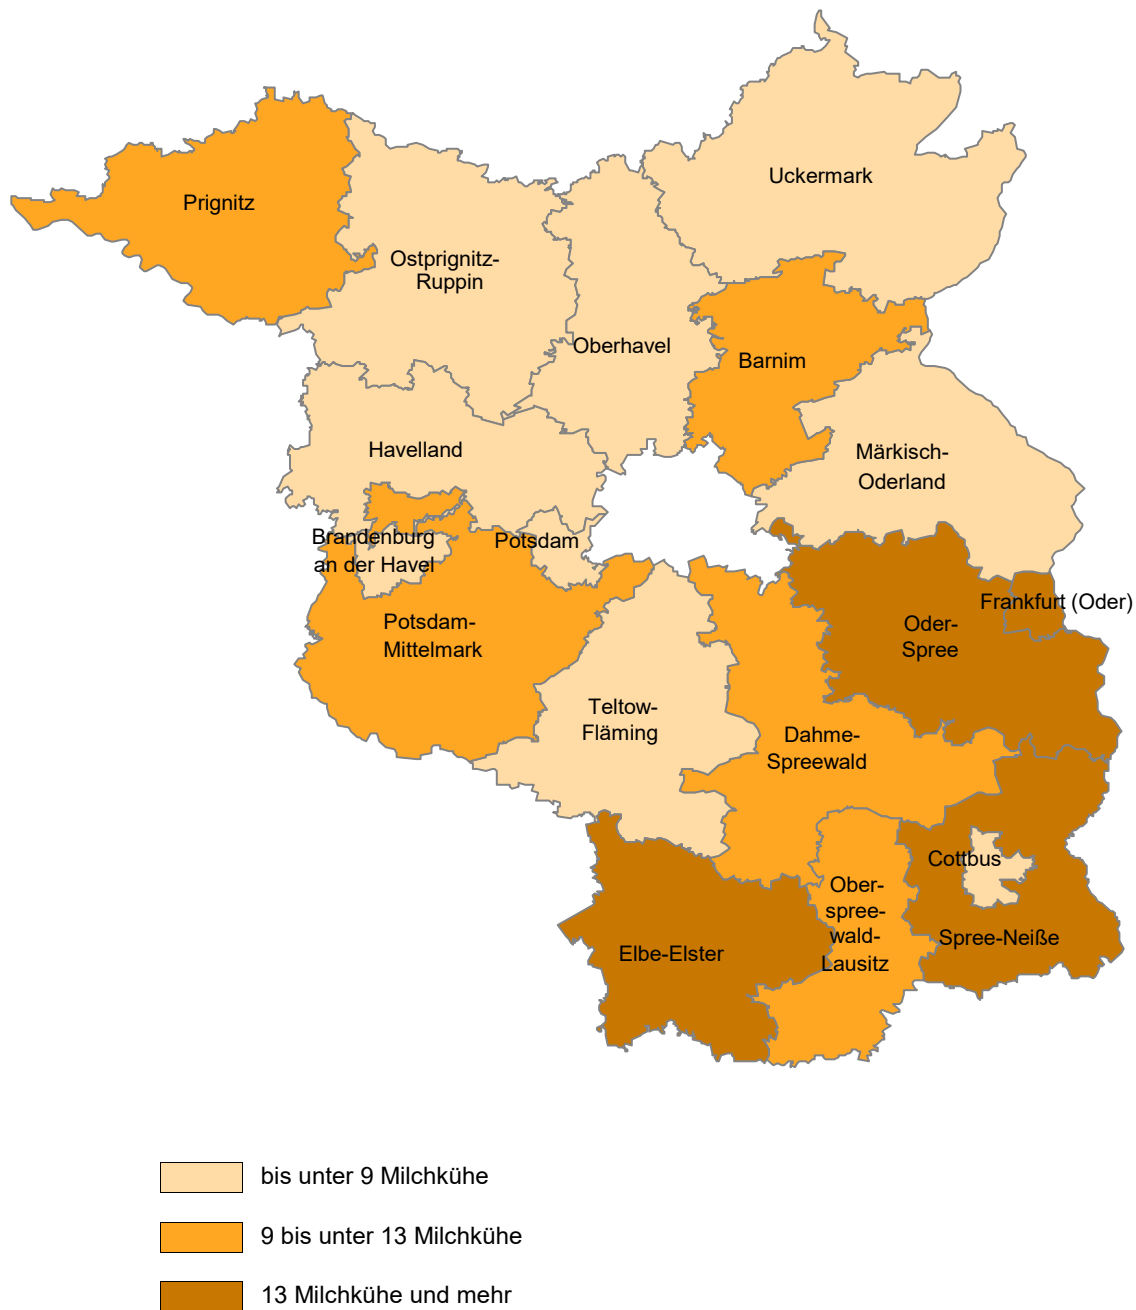 Uckermark
Prignitz
Ostprignitz-
Ruppin
Oberhavel
Barnim
Havelland
Märkisch-
Oderland
Brandenburg
an der Havel
Potsdam
Frankfurt (Oder)
Potsdam-
Mittelmark
Oder-
Spree
Teltow-
Fläming
Dahme-
Spreewald
Cottbus
Ober-
spree-
wald-
Lausitz
Spree-Neiße
Elbe-Elster
bis unter 9 Milchkühe
9 bis unter 13 Milchkühe
13 Milchkühe und mehr